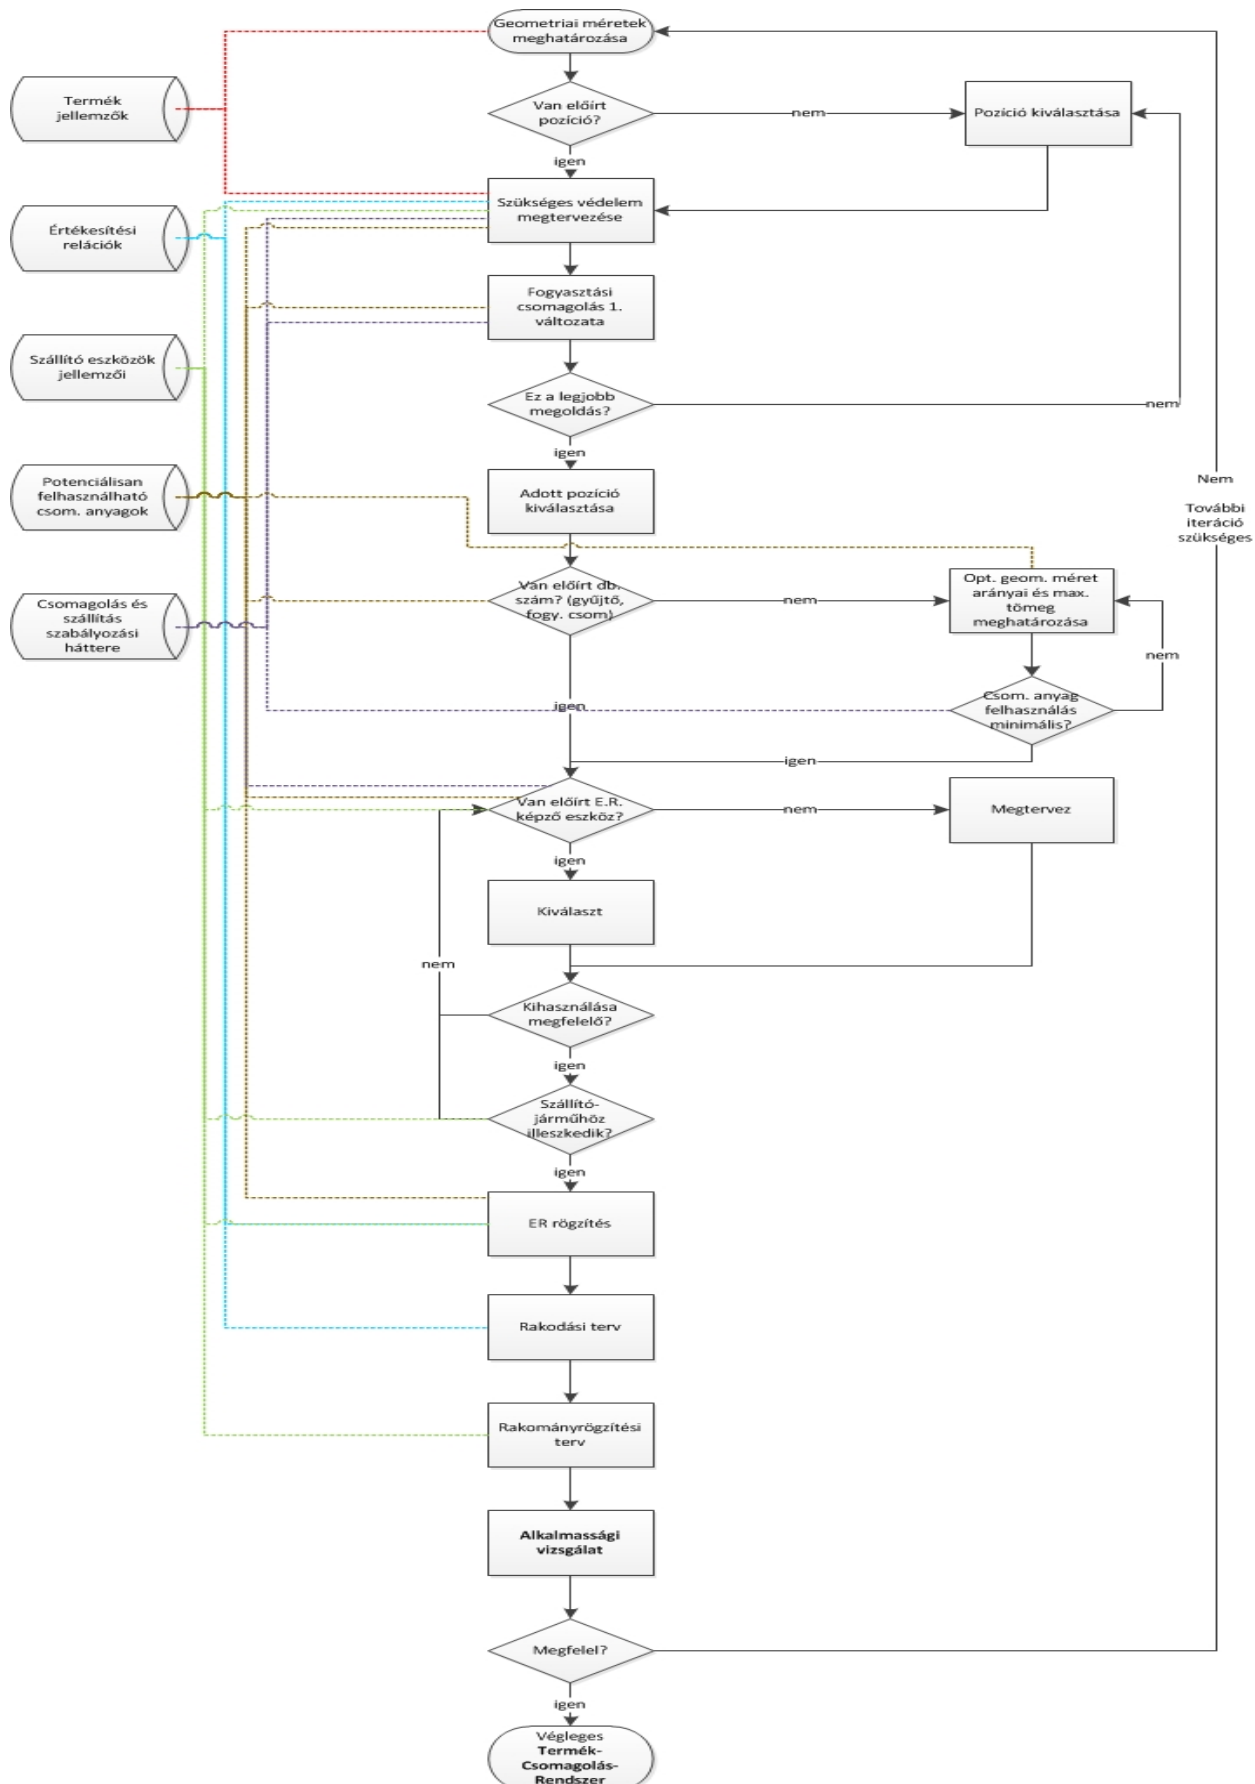 Geometriai méretek
meghatározása
Termék
jellemzők
Van előírt
pozíció?
nem
Pozíció kiválasztása
igen
Értékesítési
relációk
Szükséges védelem
megtervezése
Fogyasztási
csomagolás 1.
változata
Szállító eszközök
jellemzői
Ez a legjobb
megoldás?
nem
igen
Potenciálisan
felhasználható
csom. anyagok
Adott pozíció
kiválasztása
Nem
További
iteráció
szükséges
Csomagolás és
szállítás
szabályozási
háttere
Van előírt db.
szám? (gyűjtő,
fogy. csom)
nem
Opt. geom. méret
arányai és max.
tömeg
meghatározása
nem
igen
Csom. anyag
felhasználás
minimális?
igen
Van előírt E.R.
képző eszköz?
nem
Megtervez
igen
Kiválaszt
nem
Kihasználása
megfelelő?
igen
Szállító-
járműhöz
illeszkedik?
igen
ER rögzítés
Rakodási terv
Rakományrögzítési
terv
Alkalmassági
vizsgálat
Megfelel?
igen
Végleges
Termék-
Csomagolás-
Rendszer